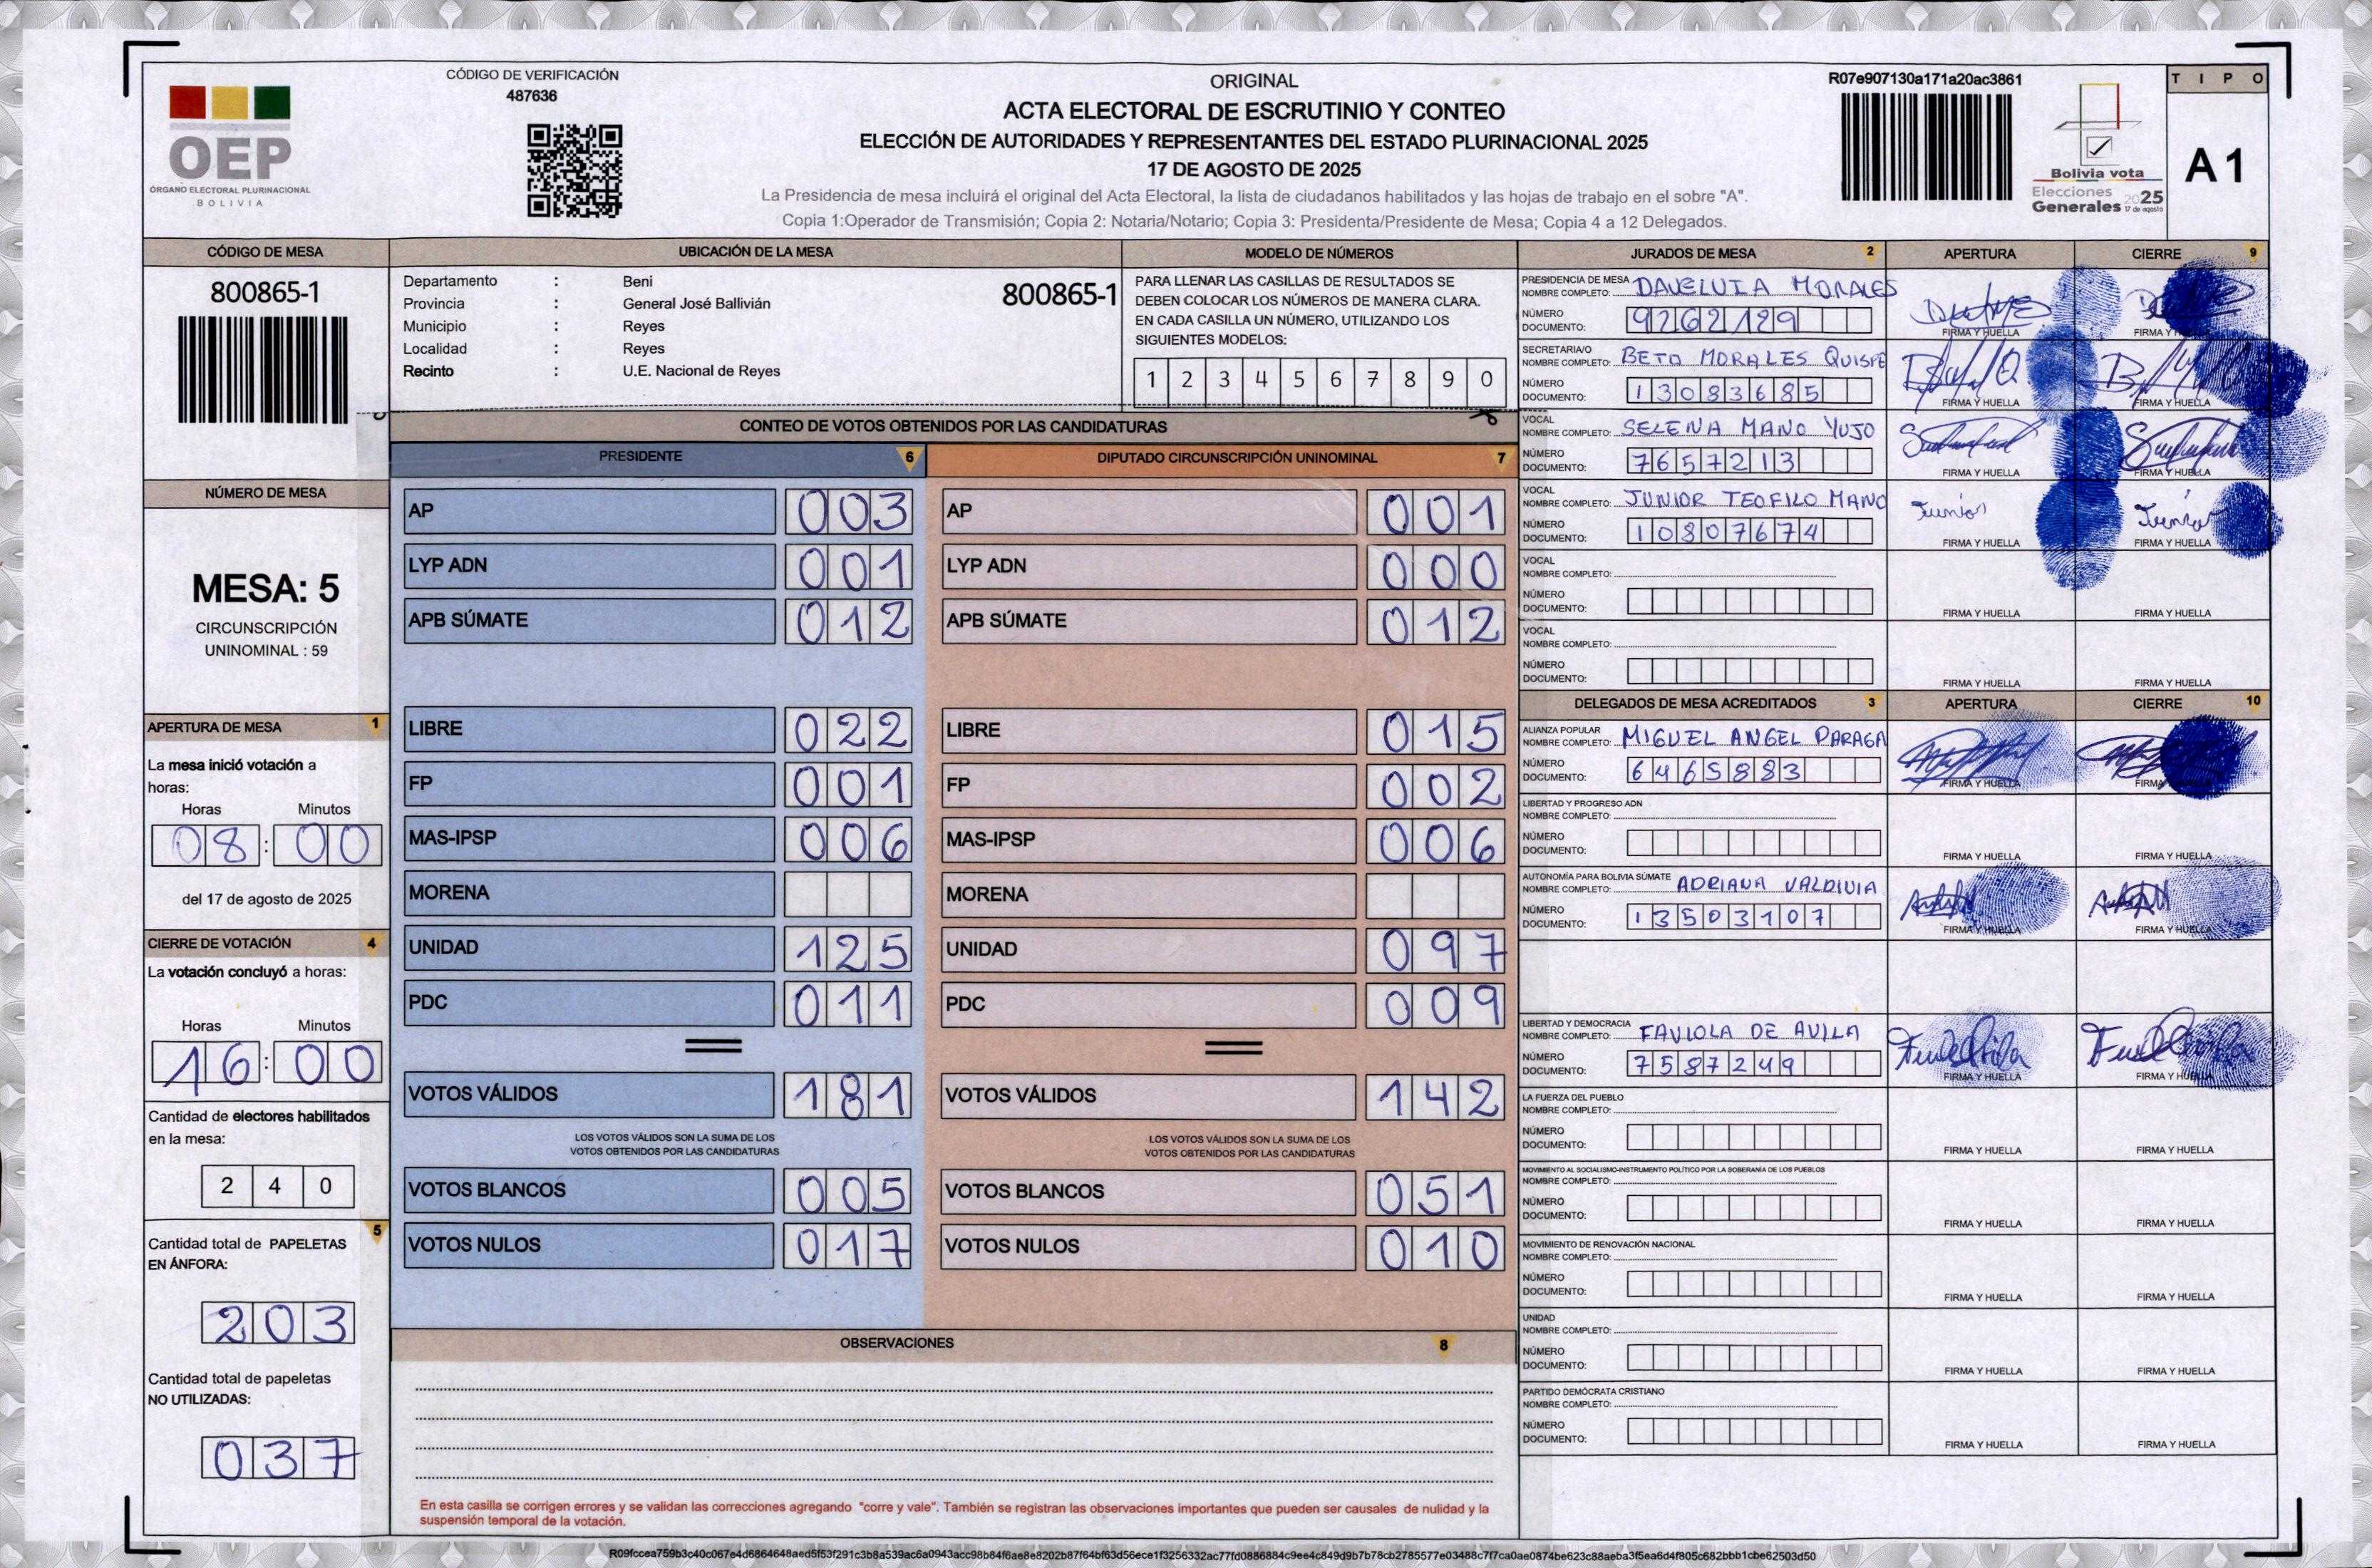 CÓDIGO DE VERIFICACIÓN
487636
OEP
ÓRGANO ELECTORAL PLURINACIONAL
BOLIVIA
ORIGINAL
ACTA ELECTORAL DE ESCRUTINIO Y CONTEO
ELECCIÓN DE AUTORIDADES Y REPRESENTANTES DEL ESTADO PLURINACIONAL 2025
17 DE AGOSTO DE 2025
La Presidencia de mesa incluirá el original del Acta Electoral, la lista de ciudadanos habilitados y las hojas de trabajo en el sobre "A".
Copia 1:Operador de Transmisión; Copia 2: Notaria/Notario; Copia 3: Presidenta/Presidente de Mesa; Copia 4 a 12 Delegados.
R07e907130a171a20ac3861
Bolivia vota
Elecciones 2025
Generales 17 de agosto
TIPO
A1
CÓDIGO DE MESA
800865-1
UBICACIÓN DE LA MESA
Departamento : Beni
Provincia : General José Ballivián
Municipio : Reyes
Localidad : Reyes
Recinto : U.E. Nacional de Reyes
800865-1
MODELO DE NÚMEROS
PARA LLENAR LAS CASILLAS DE RESULTADOS SE
DEBEN COLOCAR LOS NÚMEROS DE MANERA CLARA.
EN CADA CASILLA UN NÚMERO, UTILIZANDO LOS
SIGUIENTES MODELOS:
1 2 3 4 5 6 7 8 9 0
NÚMERO DE MESA
MESA: 5
CIRCUNSCRIPCIÓN
UNINOMINAL : 59
APERTURA DE MESA 1
La mesa inició votación a
horas:
Horas Minutos
08:00
del 17 de agosto de 2025
CIERRE DE VOTACIÓN 4
La votación concluyó a horas:
Horas Minutos
16:00
Cantidad de electores habilitados
en la mesa:
240
5
Cantidad total de PAPELETAS
EN ÁNFORA:
203
Cantidad total de papeletas
NO UTILIZADAS:
037
CONTEO DE VOTOS OBTENIDOS POR LAS CANDIDATURAS
PRESIDENTE 6
AP 003
LYP ADN 001
APB SÚMATE 012
LIBRE 022
FP 001
MAS-IPSP 006
MORENA
UNIDAD 125
PDC 011
VOTOS VÁLIDOS 181
LOS VOTOS VÁLIDOS SON LA SUMA DE LOS
VOTOS OBTENIDOS POR LAS CANDIDATURAS
VOTOS BLANCOS 005
VOTOS NULOS 017
DIPUTADO CIRCUNSCRIPCIÓN UNINOMINAL 7
AP 001
LYP ADN 000
APB SÚMATE 012
LIBRE 015
FP 002
MAS-IPSP 006
MORENA
UNIDAD 097
PDC 009
VOTOS VÁLIDOS 142
LOS VOTOS VÁLIDOS SON LA SUMA DE LOS
VOTOS OBTENIDOS POR LAS CANDIDATURAS
VOTOS BLANCOS 051
VOTOS NULOS 010
OBSERVACIONES 8
En esta casilla se corrigen errores y se validan las correcciones agregando "corre y vale". También se registran las observaciones importantes que pueden ser causales de nulidad y la
suspensión temporal de la votación.
JURADOS DE MESA 2 APERTURA CIERRE 9
PRESIDENCIA DE MESA
NOMBRE COMPLETO: DAVELUIA MORALES
NÚMERO
DOCUMENTO: 9262129
FIRMA Y HUELLA FIRMA Y
SECRETARIA/O
NOMBRE COMPLETO: BETO MORALES QUISPE
NÚMERO
DOCUMENTO: 13083685
FIRMA Y HUELLA FIRMA Y HUELLA
VOCAL
NOMBRE COMPLETO: SELENA MANO YUJO
NÚMERO
DOCUMENTO: 7657213
FIRMA Y HUELLA FIRMA Y HUELLA
VOCAL
NOMBRE COMPLETO: JUNIOR TEOFILO MANO
NÚMERO
DOCUMENTO: 10807674
Junior Junior
FIRMA Y HUELLA FIRMA Y HUELLA
VOCAL
NOMBRE COMPLETO:
NÚMERO
DOCUMENTO:
FIRMA Y HUELLA FIRMA Y HUELLA
VOCAL
NOMBRE COMPLETO:
NÚMERO
DOCUMENTO:
FIRMA Y HUELLA FIRMA Y HUELLA
DELEGADOS DE MESA ACREDITADOS 3 APERTURA CIERRE 10
ALIANZA POPULAR
NOMBRE COMPLETO: MIGUEL ANGEL PARAGA
NÚMERO
DOCUMENTO: 6465883
FIRMA Y HUELLA FIRMA
LIBERTAD Y PROGRESO ADN
NOMBRE COMPLETO:
NÚMERO
DOCUMENTO:
FIRMA Y HUELLA FIRMA Y HUELLA
AUTONOMÍA PARA BOLIVIA SÚMATE
NOMBRE COMPLETO: ADRIANA VALDIVIA
NÚMERO
DOCUMENTO: 13503107
FIRMA Y HUELLA FIRMA Y HUELLA
LIBERTAD Y DEMOCRACIA
NOMBRE COMPLETO: FAVIOLA DE AVILA
NÚMERO
DOCUMENTO: 7587249
FIRMA Y HUELLA FIRMA Y HUELLA
LA FUERZA DEL PUEBLO
NOMBRE COMPLETO:
NÚMERO
DOCUMENTO:
FIRMA Y HUELLA FIRMA Y HUELLA
MOVIMIENTO AL SOCIALISMO-INSTRUMENTO POLÍTICO POR LA SOBERANÍA DE LOS PUEBLOS
NOMBRE COMPLETO:
NÚMERO
DOCUMENTO:
FIRMA Y HUELLA FIRMA Y HUELLA
MOVIMIENTO DE RENOVACIÓN NACIONAL
NOMBRE COMPLETO:
NÚMERO
DOCUMENTO:
FIRMA Y HUELLA FIRMA Y HUELLA
UNIDAD
NOMBRE COMPLETO:
NÚMERO
DOCUMENTO:
FIRMA Y HUELLA FIRMA Y HUELLA
PARTIDO DEMÓCRATA CRISTIANO
NOMBRE COMPLETO:
NÚMERO
DOCUMENTO:
FIRMA Y HUELLA FIRMA Y HUELLA